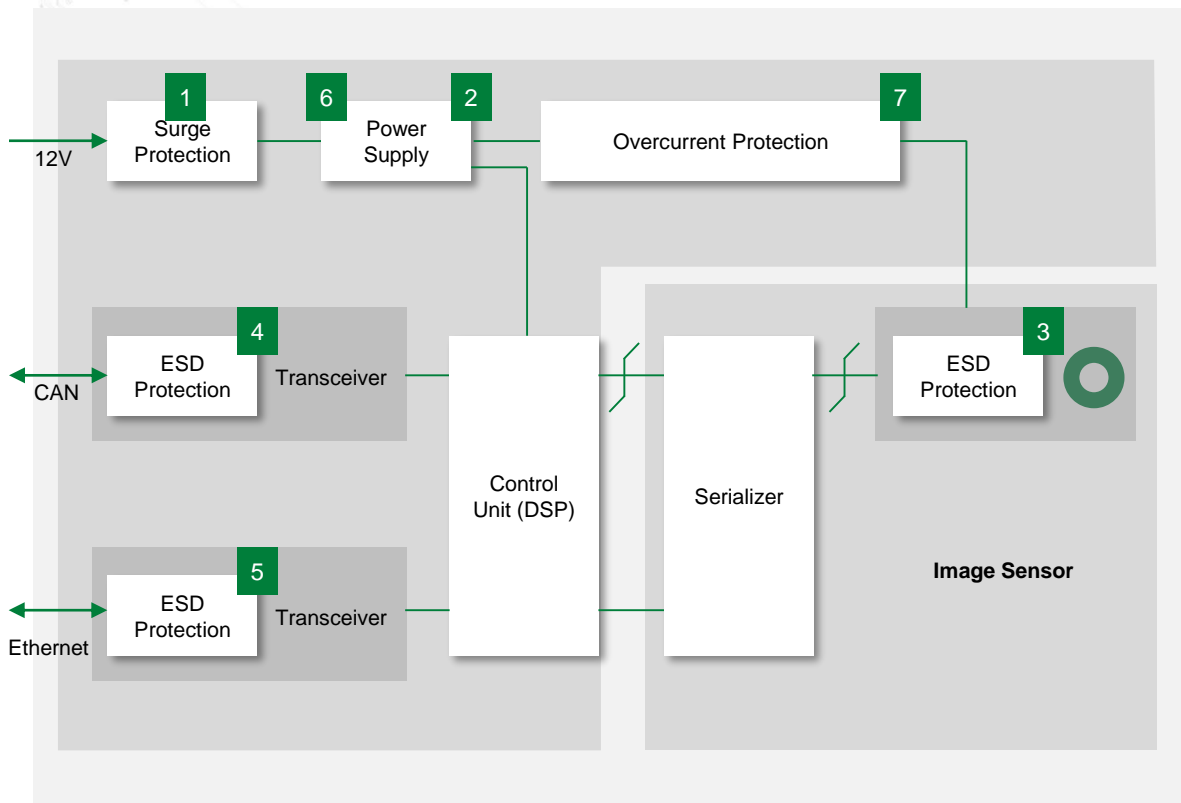 1
6
2
7
Surge
Protection
Power
Supply
Overcurrent Protection
12V
4
3
ESD
Protection
Transceiver
ESD
Protection
CAN
Control
Unit (DSP)
Serializer
5
Image Sensor
ESD
Protection
Transceiver
Ethernet